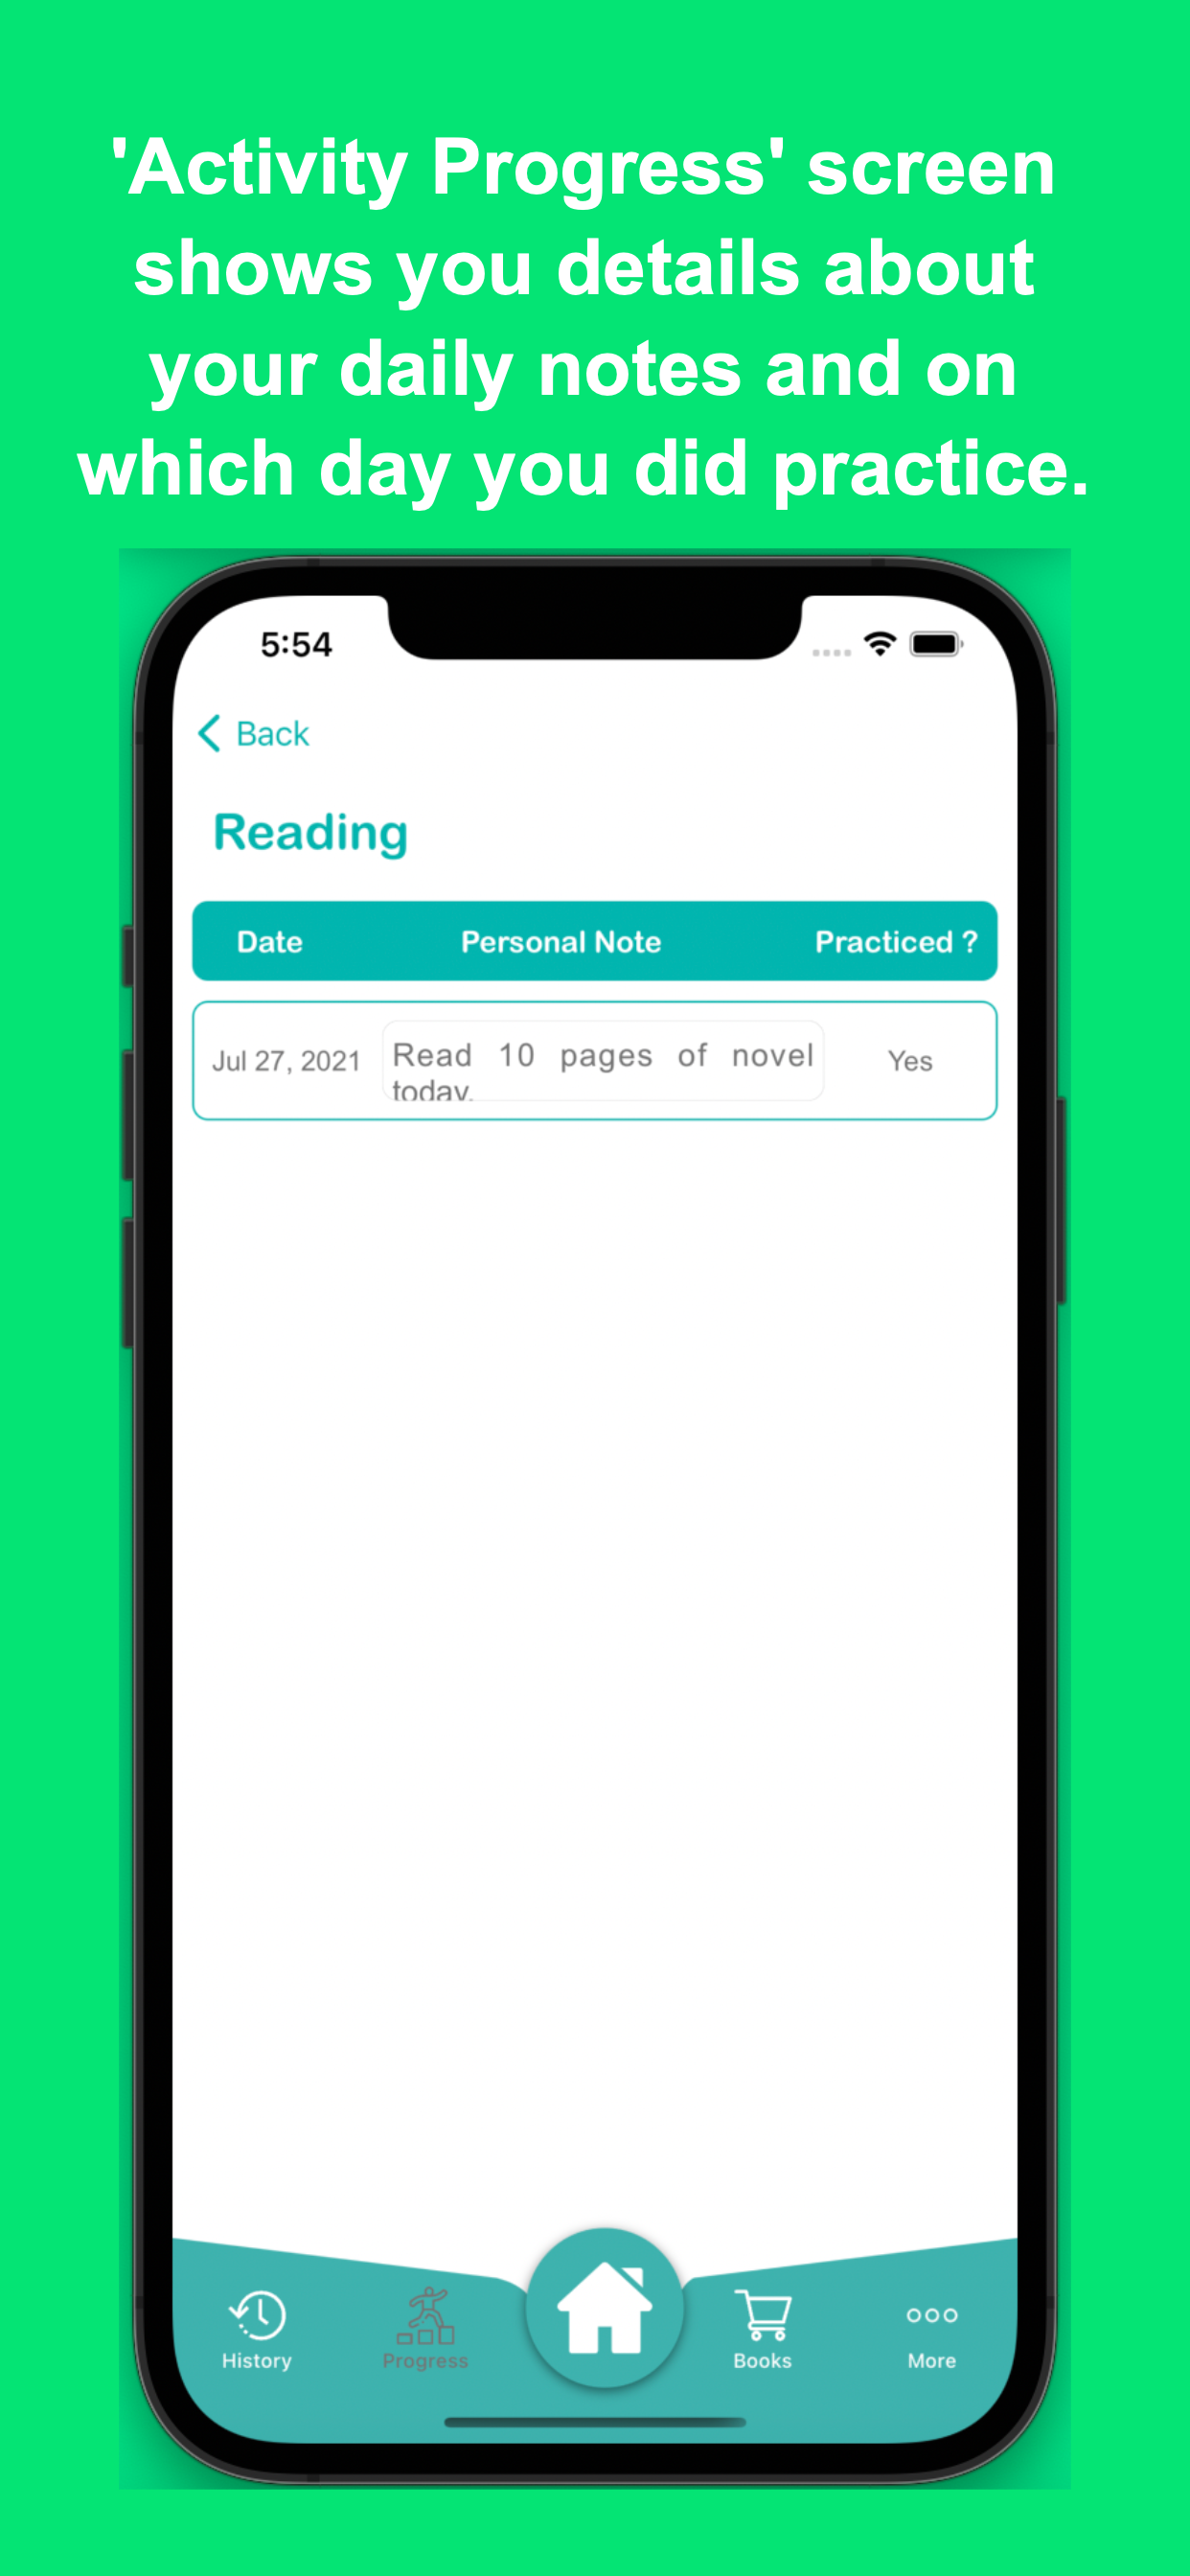 'Activity Progress' screen
shows you details about
your daily notes and on
which day you did practice.
5:54
Back
Reading
Date Personal Note Practiced ?
Jul 27, 2021 Read 10 pages of novel Yes
today.
History Progress Books More